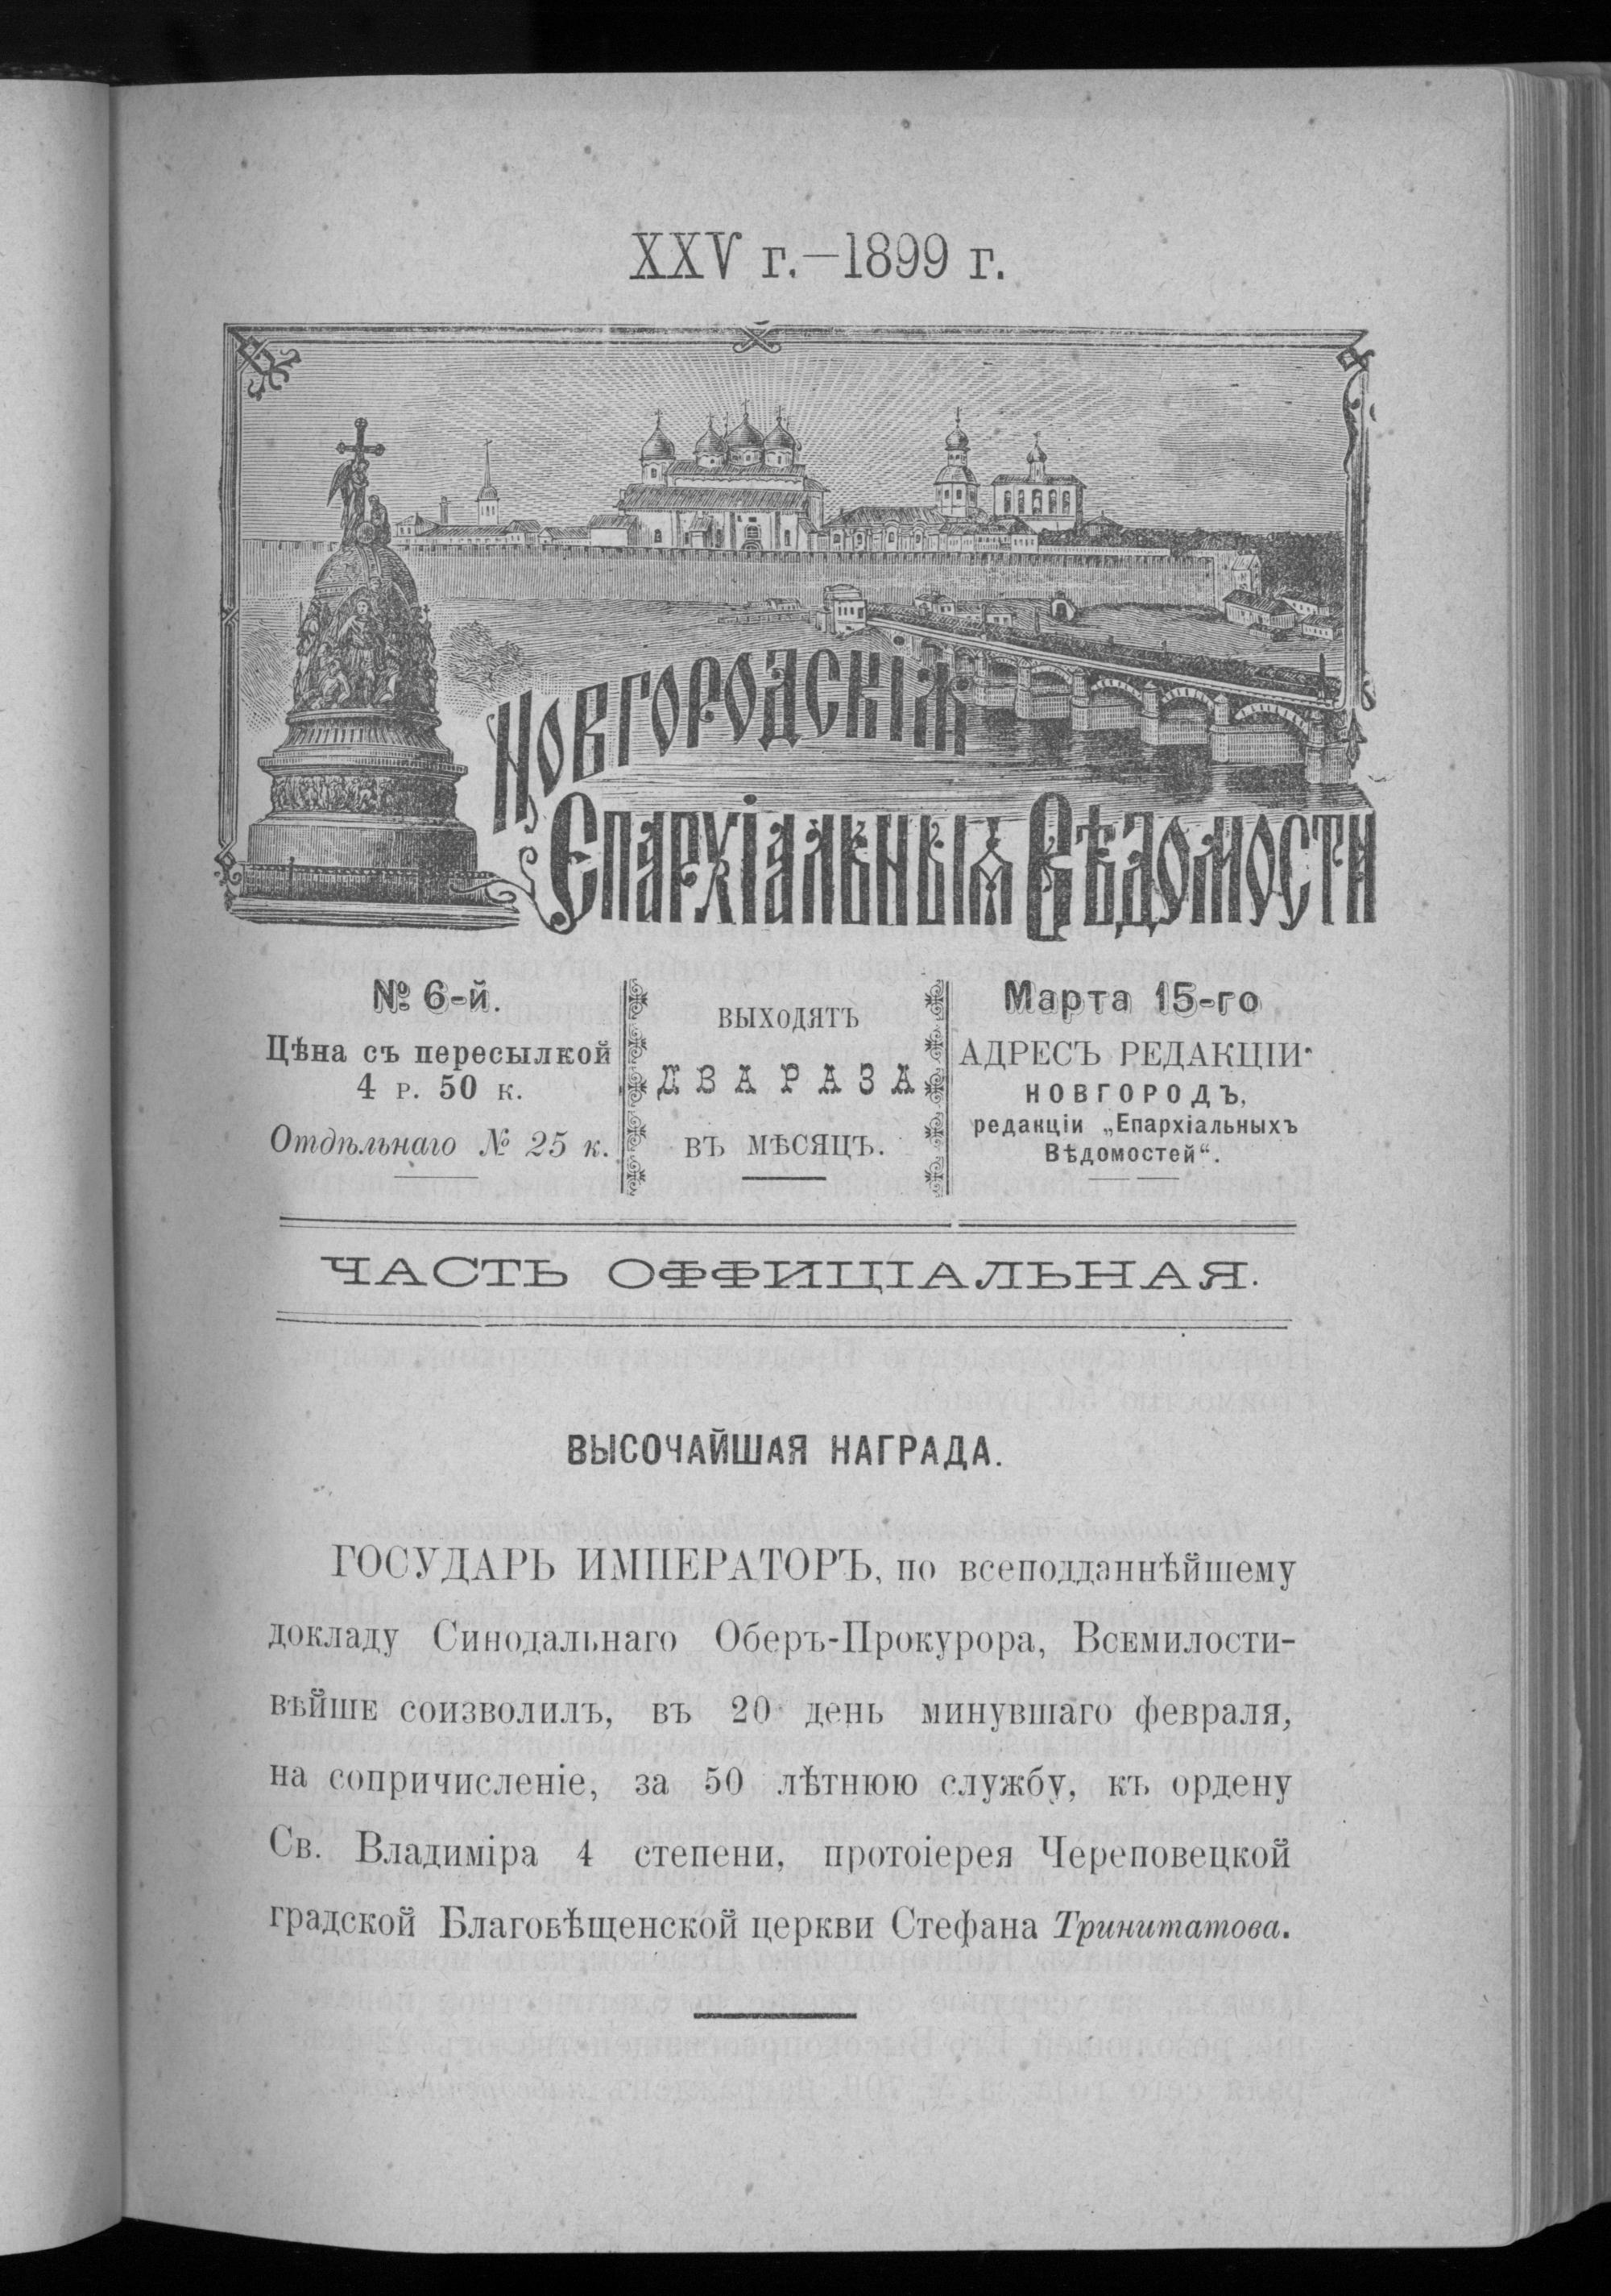 XXV г.—1899 г.
НОВГОРОДСКІЯ
ЕПАРХІАЛЬНЫЯ ВѢДОМОСТИ
№ 6-й.
Цѣна съ пересылкой
4 р. 50 к.
Отдѣльнаго № 25 к.
ВЫХОДЯТЪ
ДВА РАЗА
ВЪ МѢСЯЦЪ.
Марта 15-го
АДРЕСЪ РЕДАКЦІИ
НОВГОРОДЪ,
редакціи „Епархіальныхъ
Вѣдомостей“.
ЧАСТЬ ОФФИЦІАЛЬНАЯ.
ВЫСОЧАЙШАЯ НАГРАДА.
ГОСУДАРЬ ИМПЕРАТОРЪ, по всеподданнѣйшему
докладу Синодальнаго Оберъ-Прокурора, Всемилости-
вѣйше соизволилъ, въ 20 день минувшаго февраля,
на сопричисленіе, за 50 лѣтнюю службу, къ ордену
Св. Владиміра 4 степени, протоіерея Череповецкой
градской Благовѣщенской церкви Стефана Тринитатова.